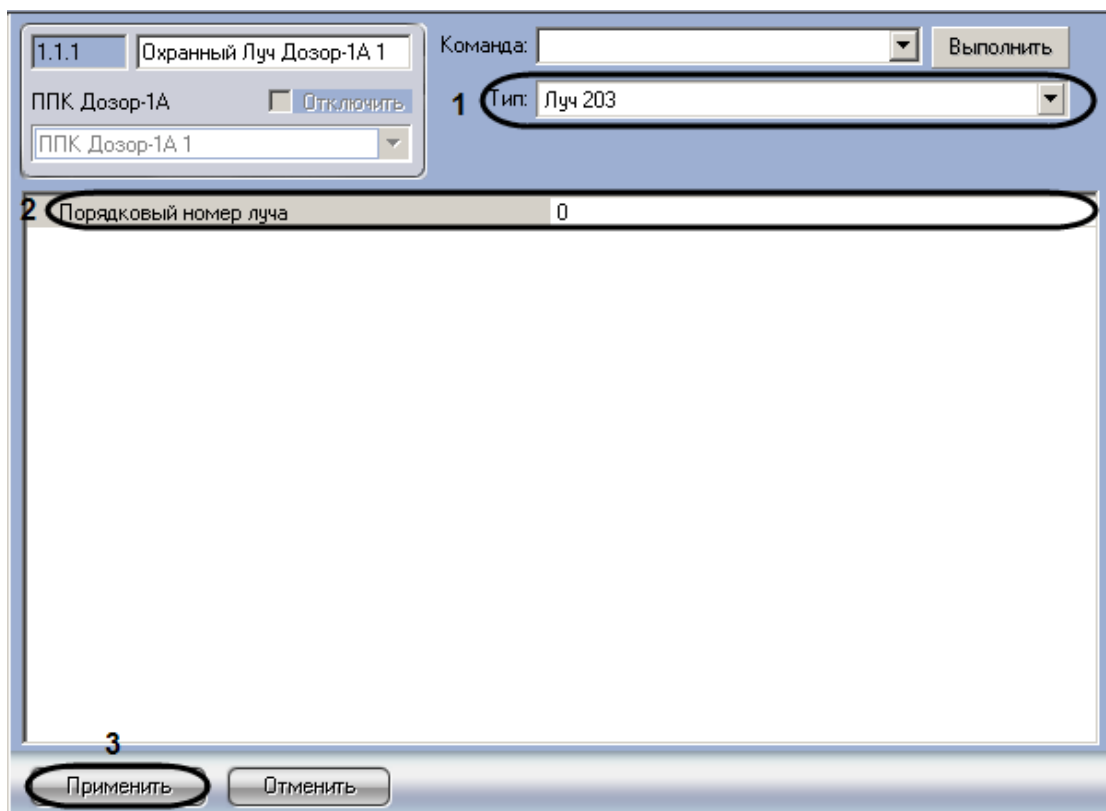 1.1.1 Охранный Луч Дозор-1А 1
Команда: Выполнить
ППК Дозор-1А Отключить
1 Тип: Луч 203
ППК Дозор-1А 1
2 Порядковый номер луча 0
3
Применить Отменить